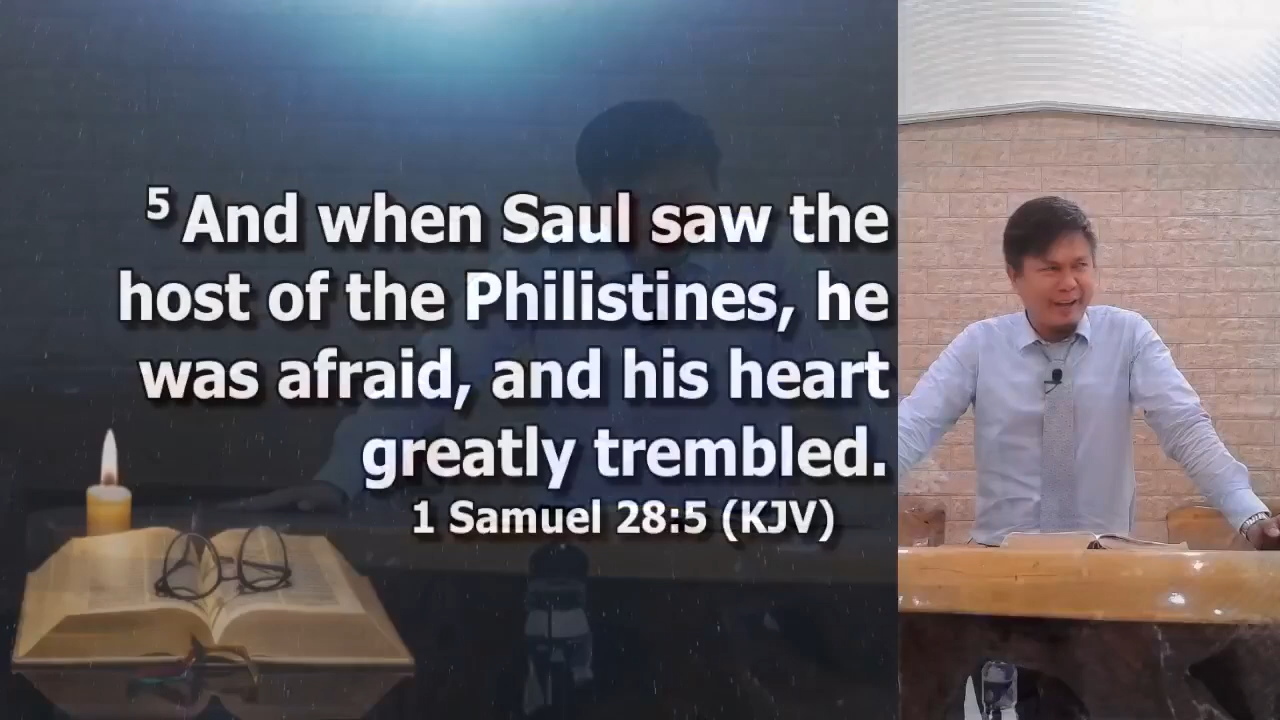 5 And when Saul saw the
host of the Philistines, he
was afraid, and his heart
greatly trembled.
1 Samuel 28:5 (KJV)